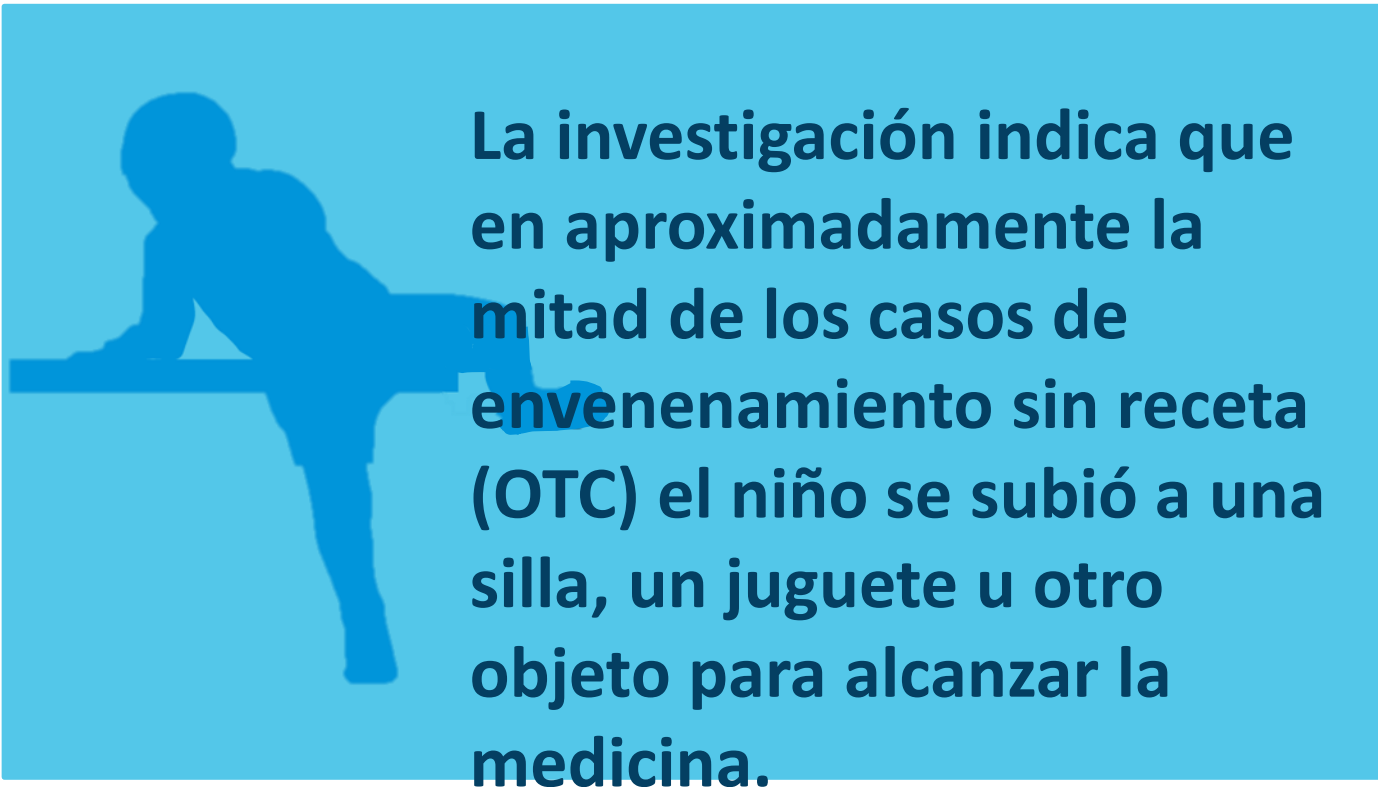 La investigación indica que
en aproximadamente la
mitad de los casos de
envenenamiento sin receta
(OTC) el niño se subió a una
silla, un juguete u otro
objeto para alcanzar la
medicina.